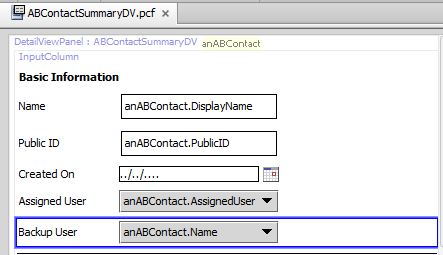 ABContactSummaryDV.pcf
DetailViewPanel : ABContactSummaryDV anABContact
InputColumn
Basic Information
Name anABContact.DisplayName
Public ID anABContact.PublicID
Created On ../../....
Assigned User anABContact.AssignedUser
Backup User anABContact.Name